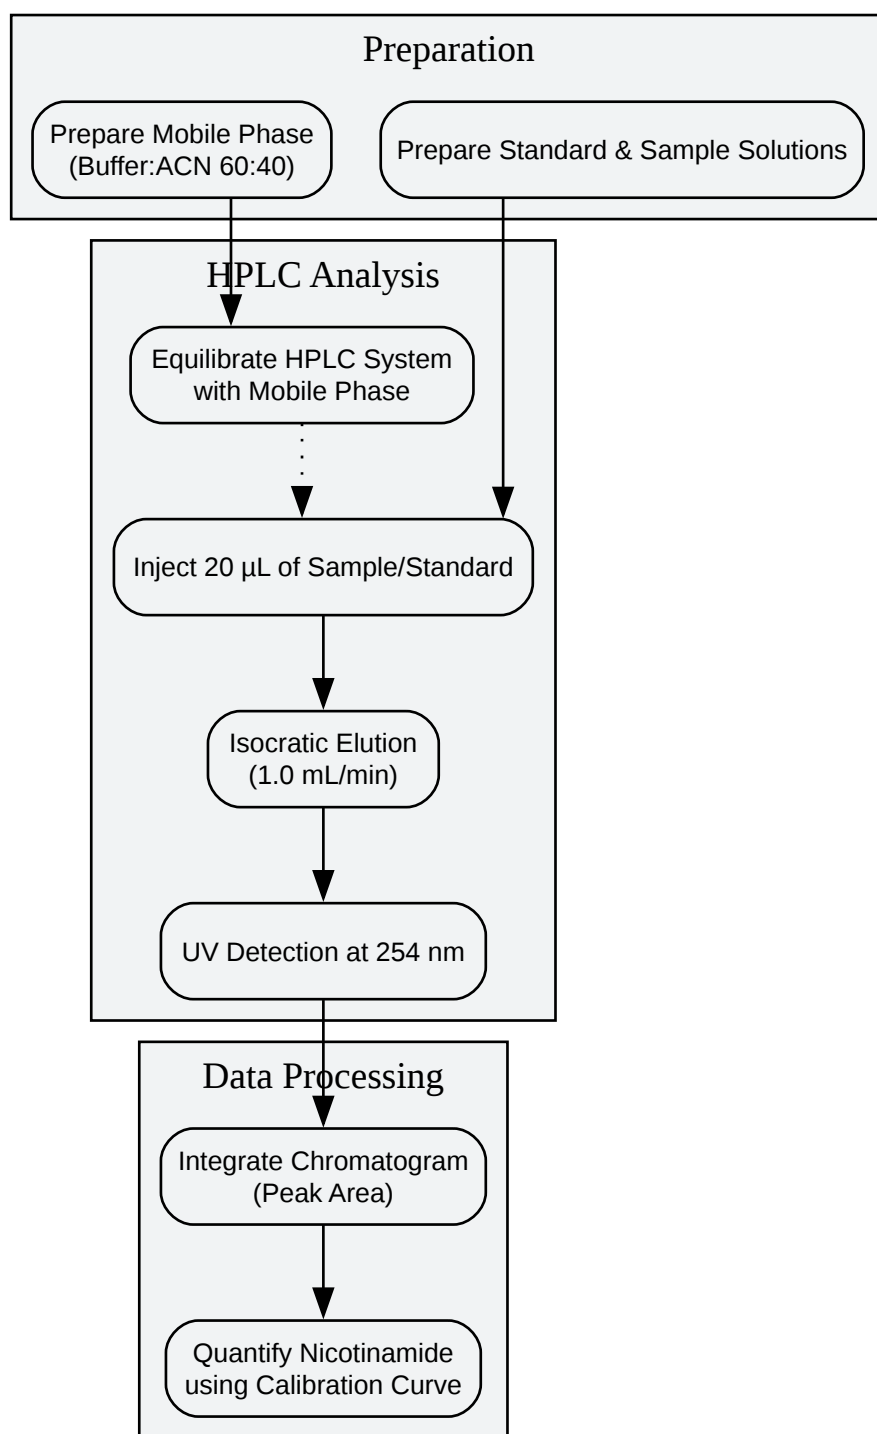 Preparation
Prepare Mobile Phase
(Buffer:ACN 60:40)
Prepare Standard & Sample Solutions
HPLC Analysis
Equilibrate HPLC System
with Mobile Phase
Inject 20 µL of Sample/Standard
Isocratic Elution
(1.0 mL/min)
UV Detection at 254 nm
Data Processing
Integrate Chromatogram
(Peak Area)
Quantify Nicotinamide
using Calibration Curve